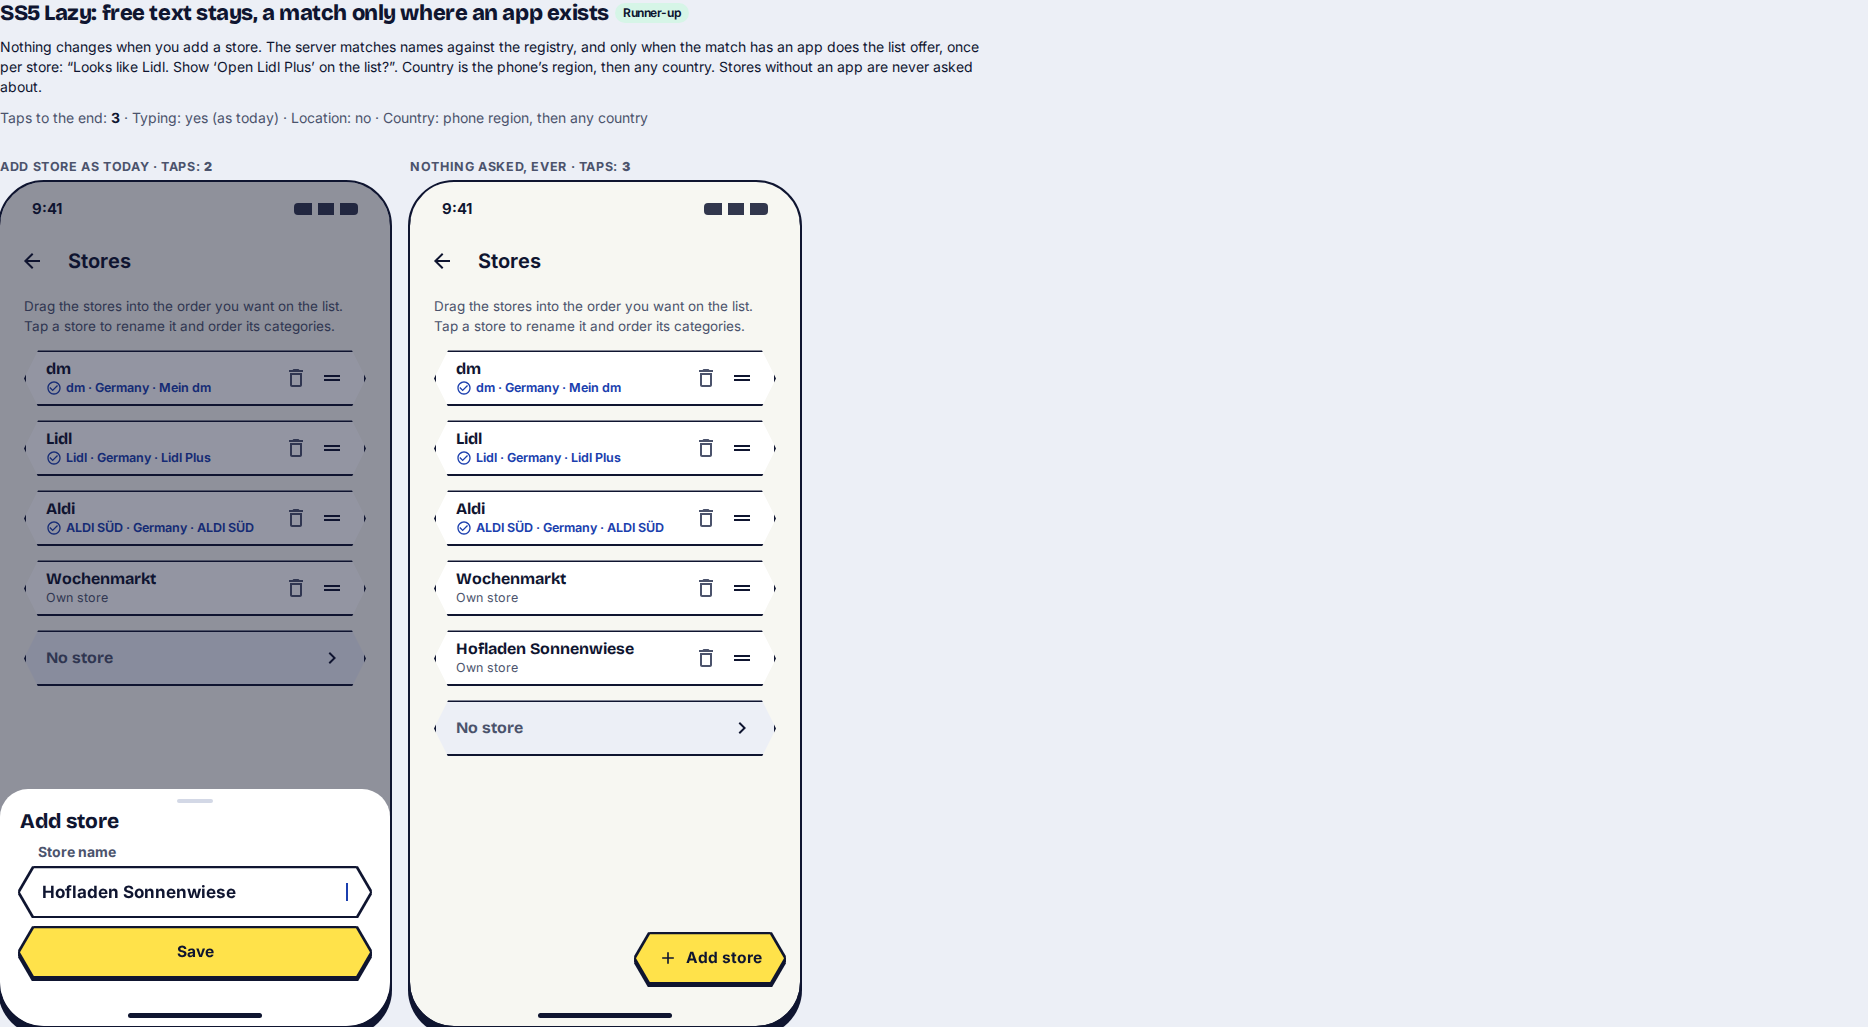 SS5 Lazy: free text stays, a match only where an app exists Runner-up
Nothing changes when you add a store. The server matches names against the registry, and only when the match has an app does the list offer, once
per store: “Looks like Lidl. Show ‘Open Lidl Plus’ on the list?”. Country is the phone’s region, then any country. Stores without an app are never asked
about.
Taps to the end: 3 · Typing: yes (as today) · Location: no · Country: phone region, then any country
ADD STORE AS TODAY · TAPS: 2
9:41
Stores
Drag the stores into the order you want on the list.
Tap a store to rename it and order its categories.
dm
dm · Germany · Mein dm
Lidl
Lidl · Germany · Lidl Plus
Aldi
ALDI SÜD · Germany · ALDI SÜD
Wochenmarkt
Own store
No store
Add store
Store name
Hofladen Sonnenwiese
Save
NOTHING ASKED, EVER · TAPS: 3
9:41
Stores
Drag the stores into the order you want on the list.
Tap a store to rename it and order its categories.
dm
dm · Germany · Mein dm
Lidl
Lidl · Germany · Lidl Plus
Aldi
ALDI SÜD · Germany · ALDI SÜD
Wochenmarkt
Own store
Hofladen Sonnenwiese
Own store
No store
Add store